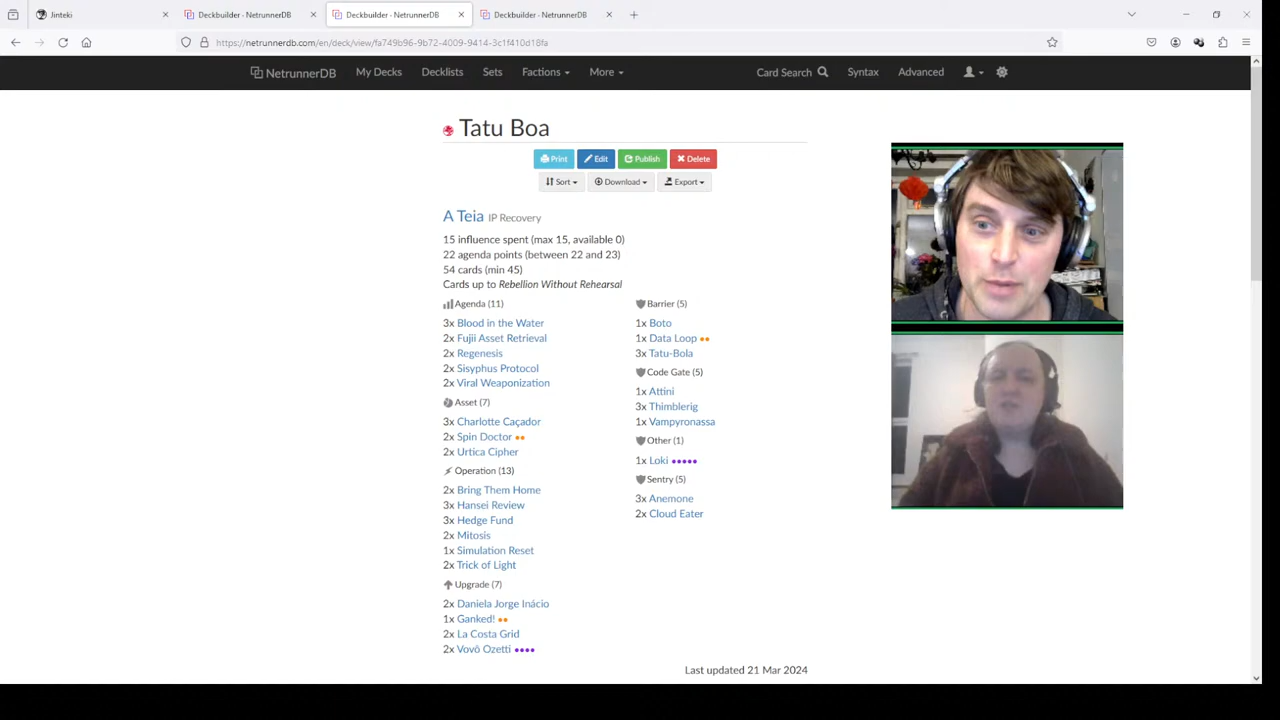 Jinteki
Deckbuilder - NetrunnerDB
Deckbuilder - NetrunnerDB
Deckbuilder - NetrunnerDB
https://netrunnerdb.com/en/deck/view/fa749b96-9b72-4009-9414-3c1f410d18fa
NetrunnerDB My Decks Decklists Sets Factions More Card Search Syntax Advanced
Tatu Boa
Print Edit Publish Delete
Sort Download Export
A Teia IP Recovery
15 influence spent (max 15, available 0)
22 agenda points (between 22 and 23)
54 cards (min 45)
Cards up to Rebellion Without Rehearsal
Agenda (11)
3x Blood in the Water
2x Fujii Asset Retrieval
2x Regenesis
2x Sisyphus Protocol
2x Viral Weaponization
Asset (7)
3x Charlotte Caçador
2x Spin Doctor ●●
2x Urtica Cipher
Operation (13)
2x Bring Them Home
3x Hansei Review
3x Hedge Fund
2x Mitosis
1x Simulation Reset
2x Trick of Light
Upgrade (7)
2x Daniela Jorge Inácio
1x Ganked! ●●
2x La Costa Grid
2x Vovô Ozetti ●●●●
Barrier (5)
1x Boto
1x Data Loop ●●
3x Tatu-Bola
Code Gate (5)
1x Attini
3x Thimblerig
1x Vampyronassa
Other (1)
1x Loki ●●●●●
Sentry (5)
3x Anemone
2x Cloud Eater
Last updated 21 Mar 2024